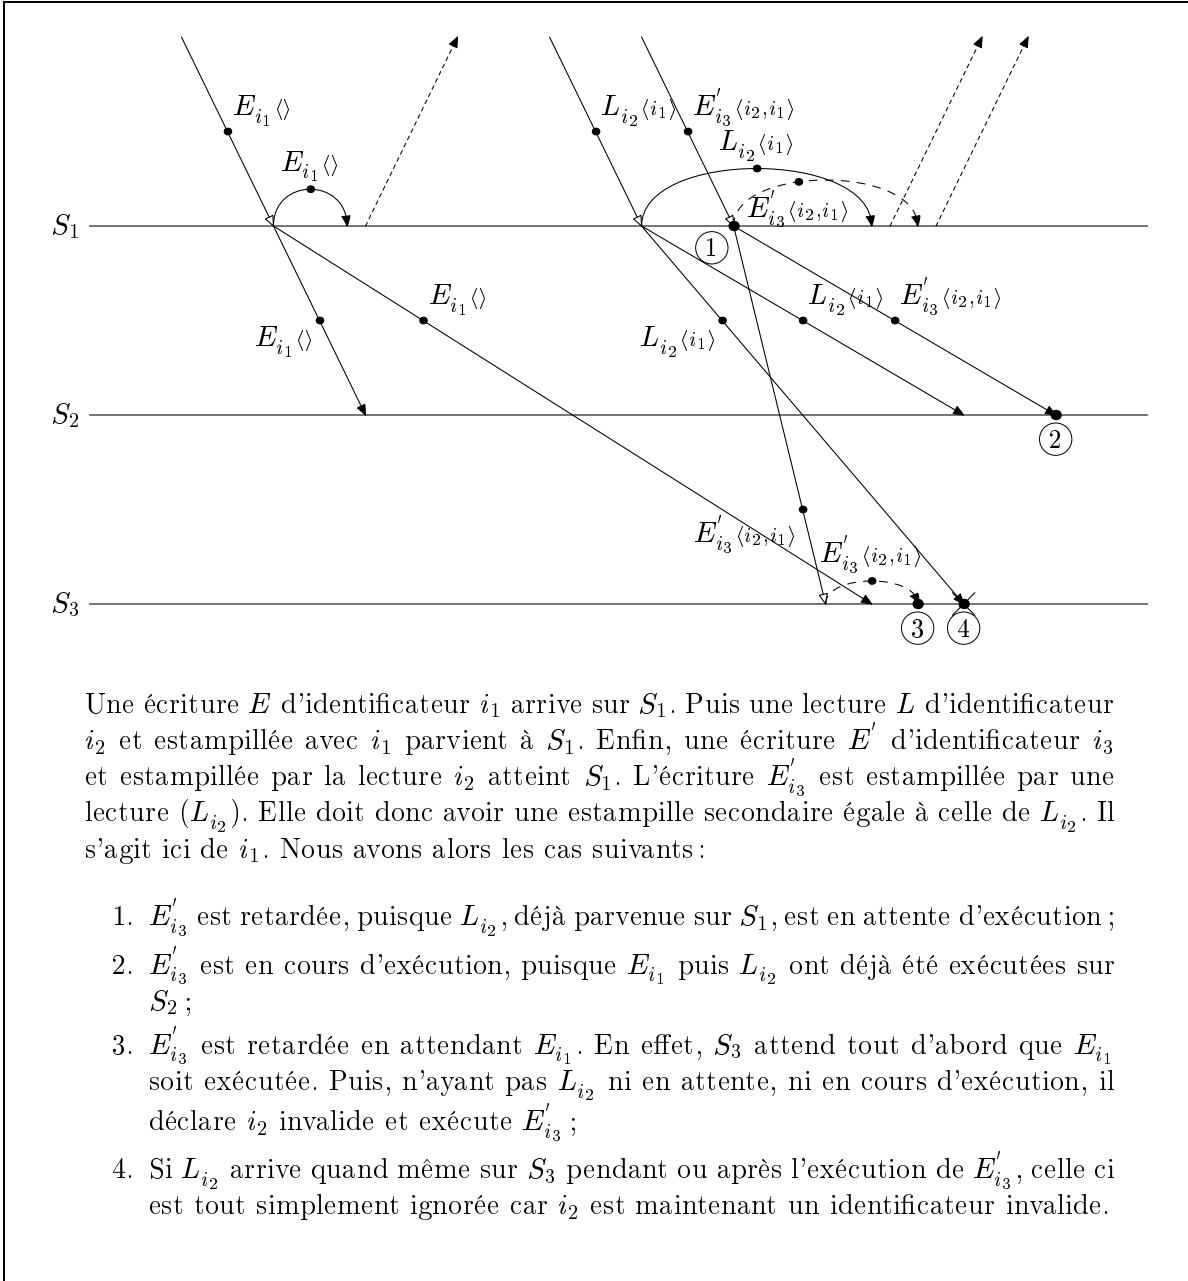 E_{i_1}⟨⟩
L_{i_2}⟨i_1⟩ E'_{i_3}⟨i_2,i_1⟩
L_{i_2}⟨i_1⟩
E_{i_1}⟨⟩
E'_{i_3}⟨i_2,i_1⟩
S_1
1
E_{i_1}⟨⟩
L_{i_2}⟨i_1⟩ E'_{i_3}⟨i_2,i_1⟩
E_{i_1}⟨⟩
L_{i_2}⟨i_1⟩
S_2
2
E'_{i_3}⟨i_2,i_1⟩
E'_{i_3}⟨i_2,i_1⟩
S_3
3 4
Une écriture E d'identificateur i_1 arrive sur S_1. Puis une lecture L d'identificateur
i_2 et estampillée avec i_1 parvient à S_1. Enfin, une écriture E' d'identificateur i_3
et estampillée par la lecture i_2 atteint S_1. L'écriture E'_{i_3} est estampillée par une
lecture (L_{i_2}). Elle doit donc avoir une estampille secondaire égale à celle de L_{i_2}. Il
s'agit ici de i_1. Nous avons alors les cas suivants :
1. E'_{i_3} est retardée, puisque L_{i_2}, déjà parvenue sur S_1, est en attente d'exécution ;
2. E'_{i_3} est en cours d'exécution, puisque E_{i_1} puis L_{i_2} ont déjà été exécutées sur
S_2 ;
3. E'_{i_3} est retardée en attendant E_{i_1}. En effet, S_3 attend tout d'abord que E_{i_1}
soit exécutée. Puis, n'ayant pas L_{i_2} ni en attente, ni en cours d'exécution, il
déclare i_2 invalide et exécute E'_{i_3} ;
4. Si L_{i_2} arrive quand même sur S_3 pendant ou après l'exécution de E'_{i_3}, celle ci
est tout simplement ignorée car i_2 est maintenant un identificateur invalide.